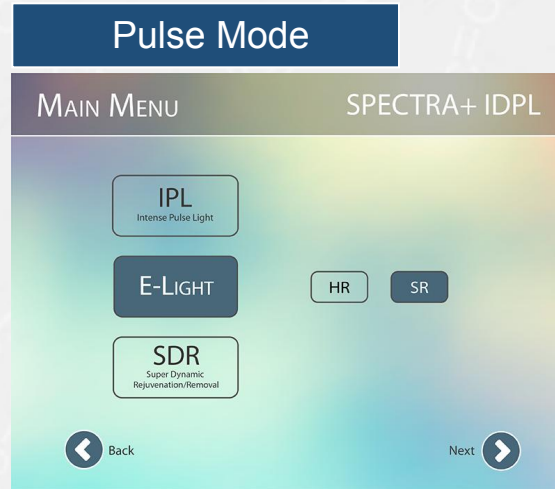 Pulse Mode
MAIN MENU
SPECTRA+ IDPL
IPL
Intense Pulse Light
E-LIGHT
HR
SR
SDR
Super Dynamic
Rejuvenation/Removal
Back
Next